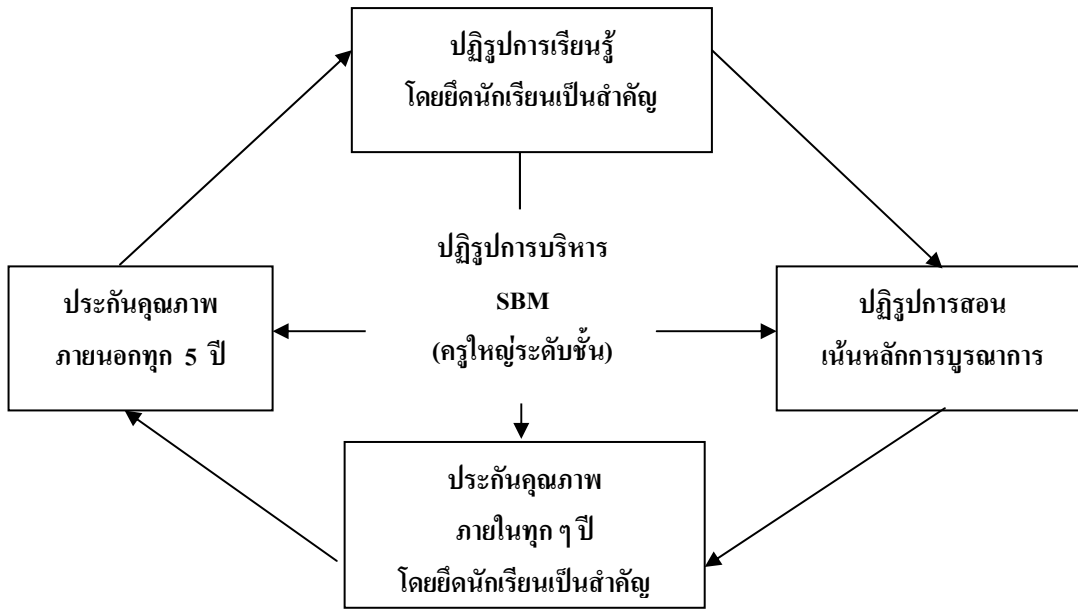 ปฏิรูปการเรียนรู้
โดยยึดนักเรียนเป็นสำคัญ
ปฏิรูปการบริหาร
SBM
(ครูใหญ่ระดับชั้น)
ประกันคุณภาพ
ภายนอกทุก 5 ปี
ปฏิรูปการสอน
เน้นหลักการบูรณาการ
ประกันคุณภาพ
ภายในทุก ๆ ปี
โดยยึดนักเรียนเป็นสำคัญ